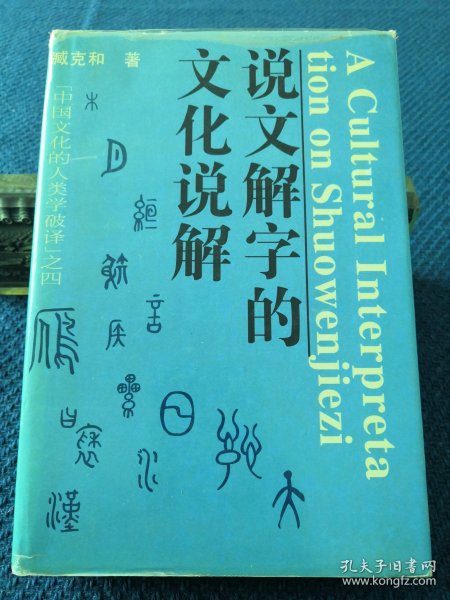 臧克和 著
说文解字的
文化说解
「中国文化的人类学破译」之四
A Cultural Interpreta
tion on Shuowenjiezi
孔夫子旧书网
www.kongfz.com